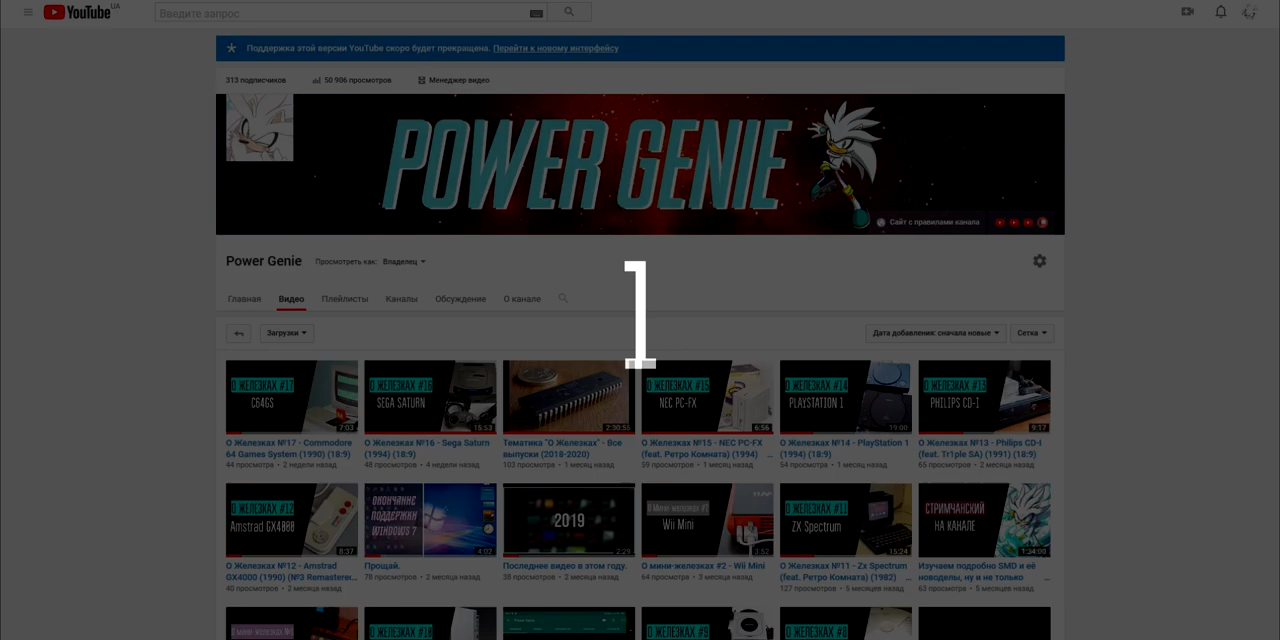 YouTube UA
Введите запрос
Поддержка этой версии YouTube скоро будет прекращена. Перейти к новому интерфейсу
313 подписчиков 50 906 просмотров Менеджер видео
POWER GENIE
Сайт с правилами канала
Power Genie Просмотреть как: Владелец
1
Главная Видео Плейлисты Каналы Обсуждение О канале
Загрузки Дата добавления: сначала новые Сетка
О ЖЕЛЕЗКАХ #17
C64GS
7:03
О ЖЕЛЕЗКАХ #16
SEGA SATURN
15:53
2:30:55
О ЖЕЛЕЗКАХ #15
NEC PC-FX
6:56
О ЖЕЛЕЗКАХ #14
PLAYSTATION 1
19:00
О ЖЕЛЕЗКАХ #13
PHILIPS CD-I
9:17
О Железках №17 - Commodore
64 Games System (1990) (18:9)
44 просмотра • 2 недели назад
О Железках №16 - Sega Saturn
(1994) (18:9)
48 просмотров • 4 недели назад
Тематика "О Железках" - Все
выпуски (2018-2020)
103 просмотра • 1 месяц назад
О Железках №15 - NEC PC-FX
(feat. Ретро Комната) (1994) ...
59 просмотров • 1 месяц назад
О Железках №14 - PlayStation 1
(1994) (18:9)
54 просмотра • 1 месяц назад
О Железках №13 - Philips CD-I
(feat. Tr1ple SA) (1991) (18:9)
65 просмотров • 2 месяца назад
О ЖЕЛЕЗКАХ #12
Amstrad GX4000
8:37
ОКОНЧАНИЕ
ПОДДЕРЖКИ
WINDOWS 7
4:02
2019
2:29
О Мини-железках #2
Wii Mini
3:52
О ЖЕЛЕЗКАХ #11
ZX Spectrum
15:24
СТРИМЧАНСКИЙ
НА КАНАЛЕ
1:34:08
О Железках №12 - Amstrad
GX4000 (1990) (№3 Remastere...
40 просмотров • 2 месяца назад
Прощай.
78 просмотров • 2 месяца назад
Последнее видео в этом году.
38 просмотров • 2 месяца назад
О мини-железках #2 - Wii Mini
64 просмотра • 3 месяца назад
О Железках №11 - Zx Spectrum
(feat. Ретро Комната) (1982) ...
127 просмотров • 5 месяцев назад
Изучаем подробно SMD и её
новоделы, ну и не только ...
63 просмотра • 5 месяцев назад
О МИНИ-ЖЕЛЕЗКАХ №1
О ЖЕЛЕЗКАХ #10
Power Genie
О ЖЕЛЕЗКАХ #9
О ЖЕЛЕЗКАХ #8